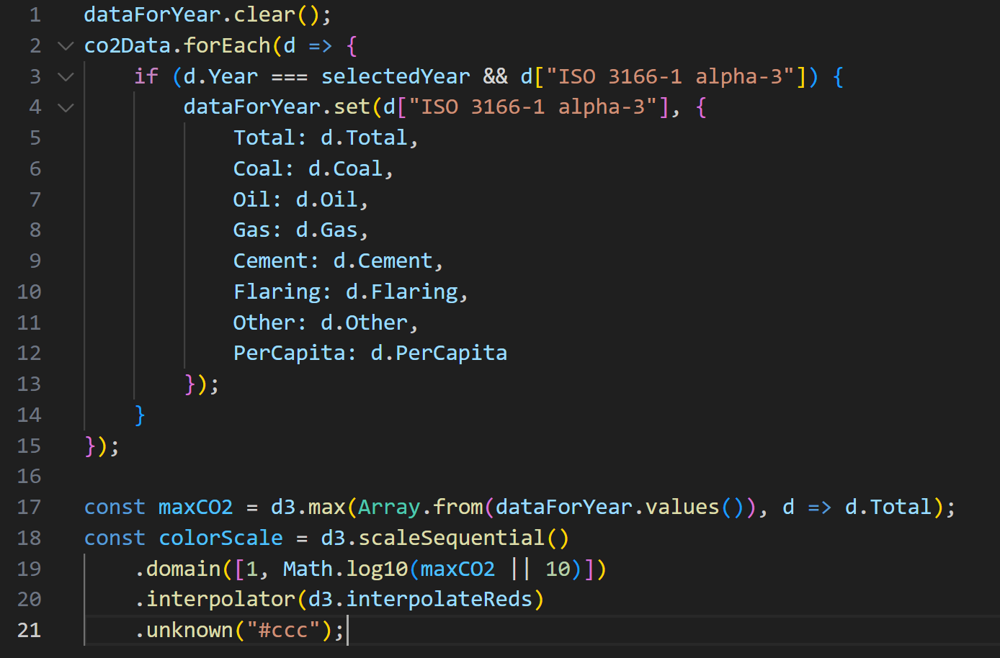 1 dataForYear.clear();
2 co2Data.forEach(d => {
3 if (d.Year === selectedYear && d["ISO 3166-1 alpha-3"]) {
4 dataForYear.set(d["ISO 3166-1 alpha-3"], {
5 Total: d.Total,
6 Coal: d.Coal,
7 Oil: d.Oil,
8 Gas: d.Gas,
9 Cement: d.Cement,
10 Flaring: d.Flaring,
11 Other: d.Other,
12 PerCapita: d.PerCapita
13 });
14 }
15 });
16
17 const maxCO2 = d3.max(Array.from(dataForYear.values()), d => d.Total);
18 const colorScale = d3.scaleSequential()
19 .domain([1, Math.log10(maxCO2 || 10)])
20 .interpolator(d3.interpolateReds)
21 .unknown("#ccc");